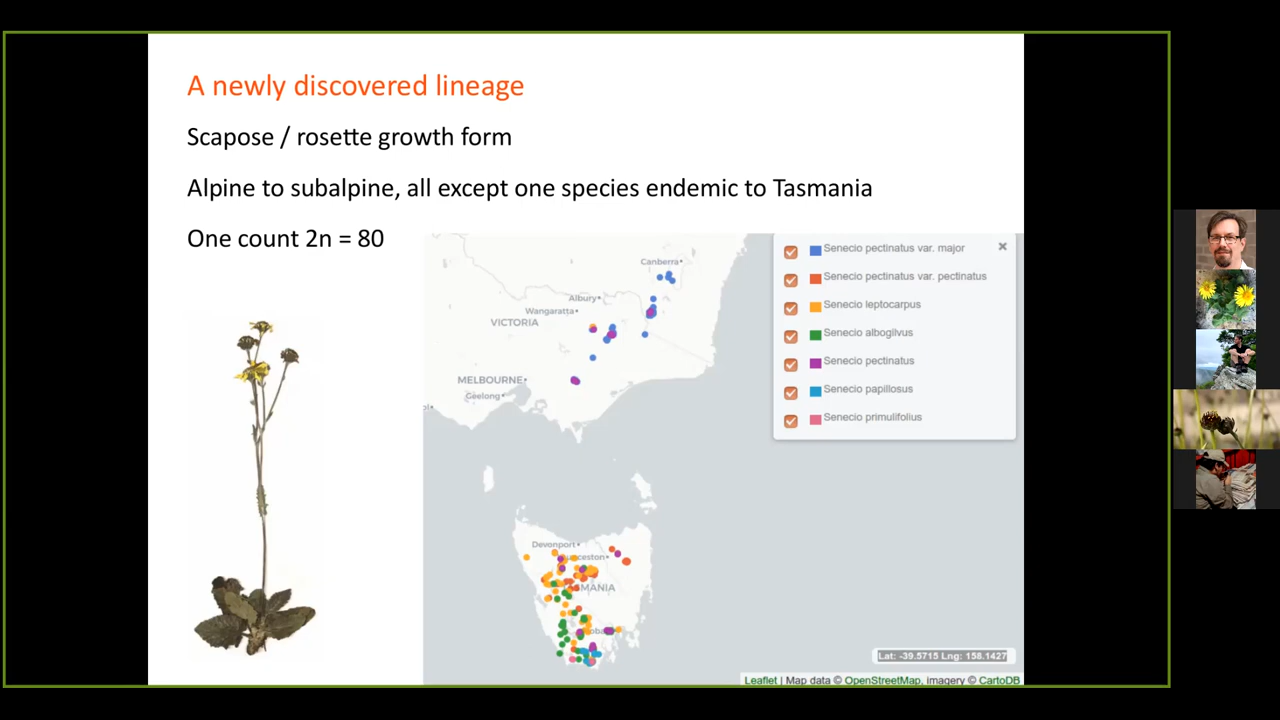 A newly discovered lineage
Scapose / rosette growth form
Alpine to subalpine, all except one species endemic to Tasmania
One count 2n = 80
Senecio pectinatus var. major
Senecio pectinatus var. pectinatus
Senecio leptocarpus
Senecio albogilvus
Senecio pectinatus
Senecio papillosus
Senecio primulifolius
Canberra
Albury
Wangaratta
VICTORIA
MELBOURNE
Geelong
Devonport
Lat: -39.5715 Lng: 158.1427
Leaflet | Map data © OpenStreetMap, imagery © CartoDB